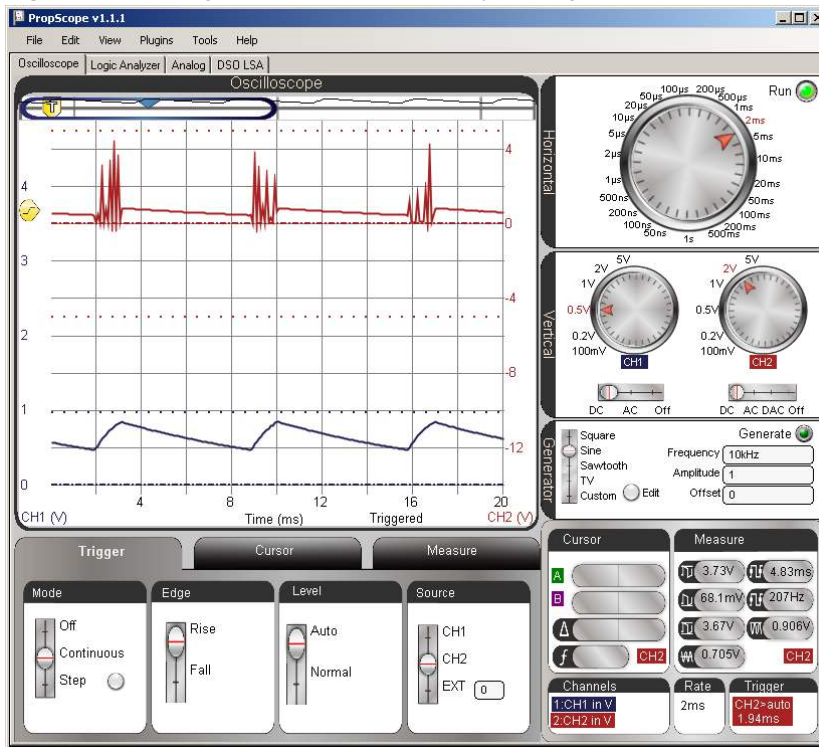 PropScope v1.1.1
File Edit View Plugins Tools Help
Oscilloscope Logic Analyzer Analog DSO LSA
Oscilloscope
T
4
3
2
1
0
4
0
-4
-8
-12
4 8 12 16 20
CH1 (V) Time (ms) Triggered CH2 (V)
Horizontal
Run
50ns
100ns
200ns
500ns
1µs
2µs
5µs
10µs
20µs
50µs
100µs
200µs
500µs
1ms
2ms
5ms
10ms
20ms
50ms
100ms
200ms
500ms
1s
Vertical
5V
2V
1V
0.5V
0.2V
100mV
CH1
DC AC Off
5V
2V
1V
0.5V
0.2V
100mV
CH2
DC AC DAC Off
Generator
Square
Sine
Sawtooth
TV
Custom Edit
Generate
Frequency 10kHz
Amplitude 1
Offset 0
Trigger Cursor Measure
Mode
Off
Continuous
Step
Edge
Rise
Fall
Level
Auto
Normal
Source
CH1
CH2
EXT 0
Cursor
A
B
Δ
f CH2
Measure
3.73V 4.83ms
68.1mV 207Hz
3.67V 0.906V
0.705V CH2
Channels
1:CH1 in V
2:CH2 in V
Rate
2ms
Trigger
CH2>auto
1.94ms